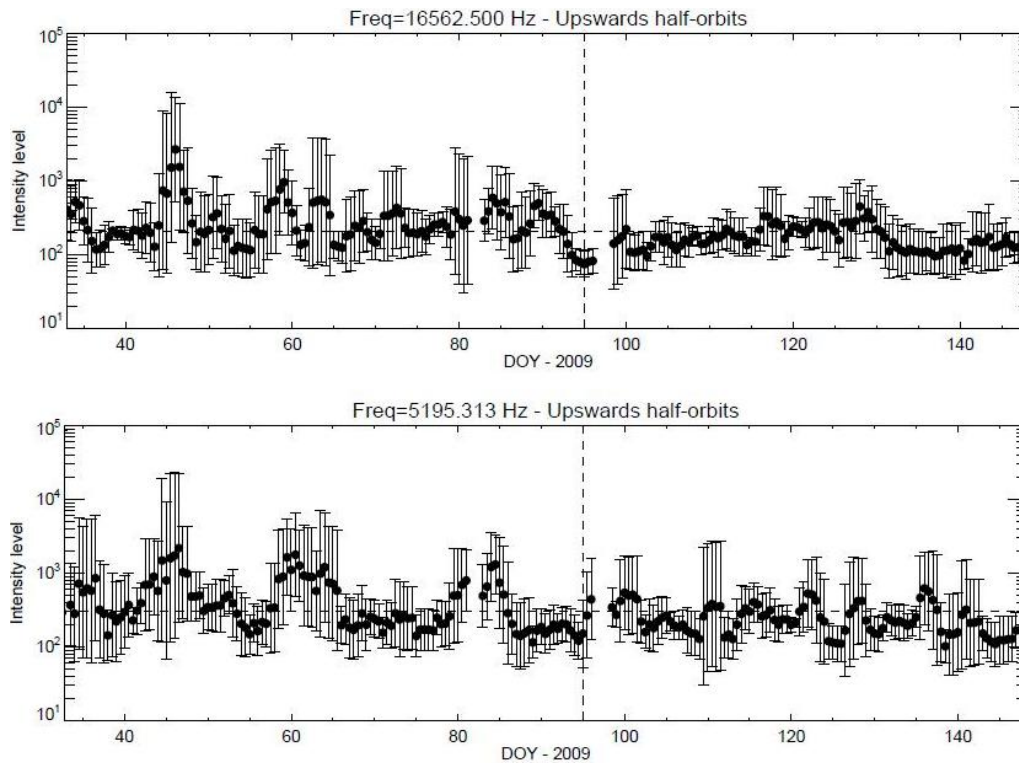 Freq=16562.500 Hz - Upswards half-orbits
10^5
10^4
10^3
10^2
10^1
Intensity level
40 60 80 100 120 140
DOY - 2009
Freq=5195.313 Hz - Upswards half-orbits
10^5
10^4
10^3
10^2
10^1
Intensity level
40 60 80 100 120 140
DOY - 2009